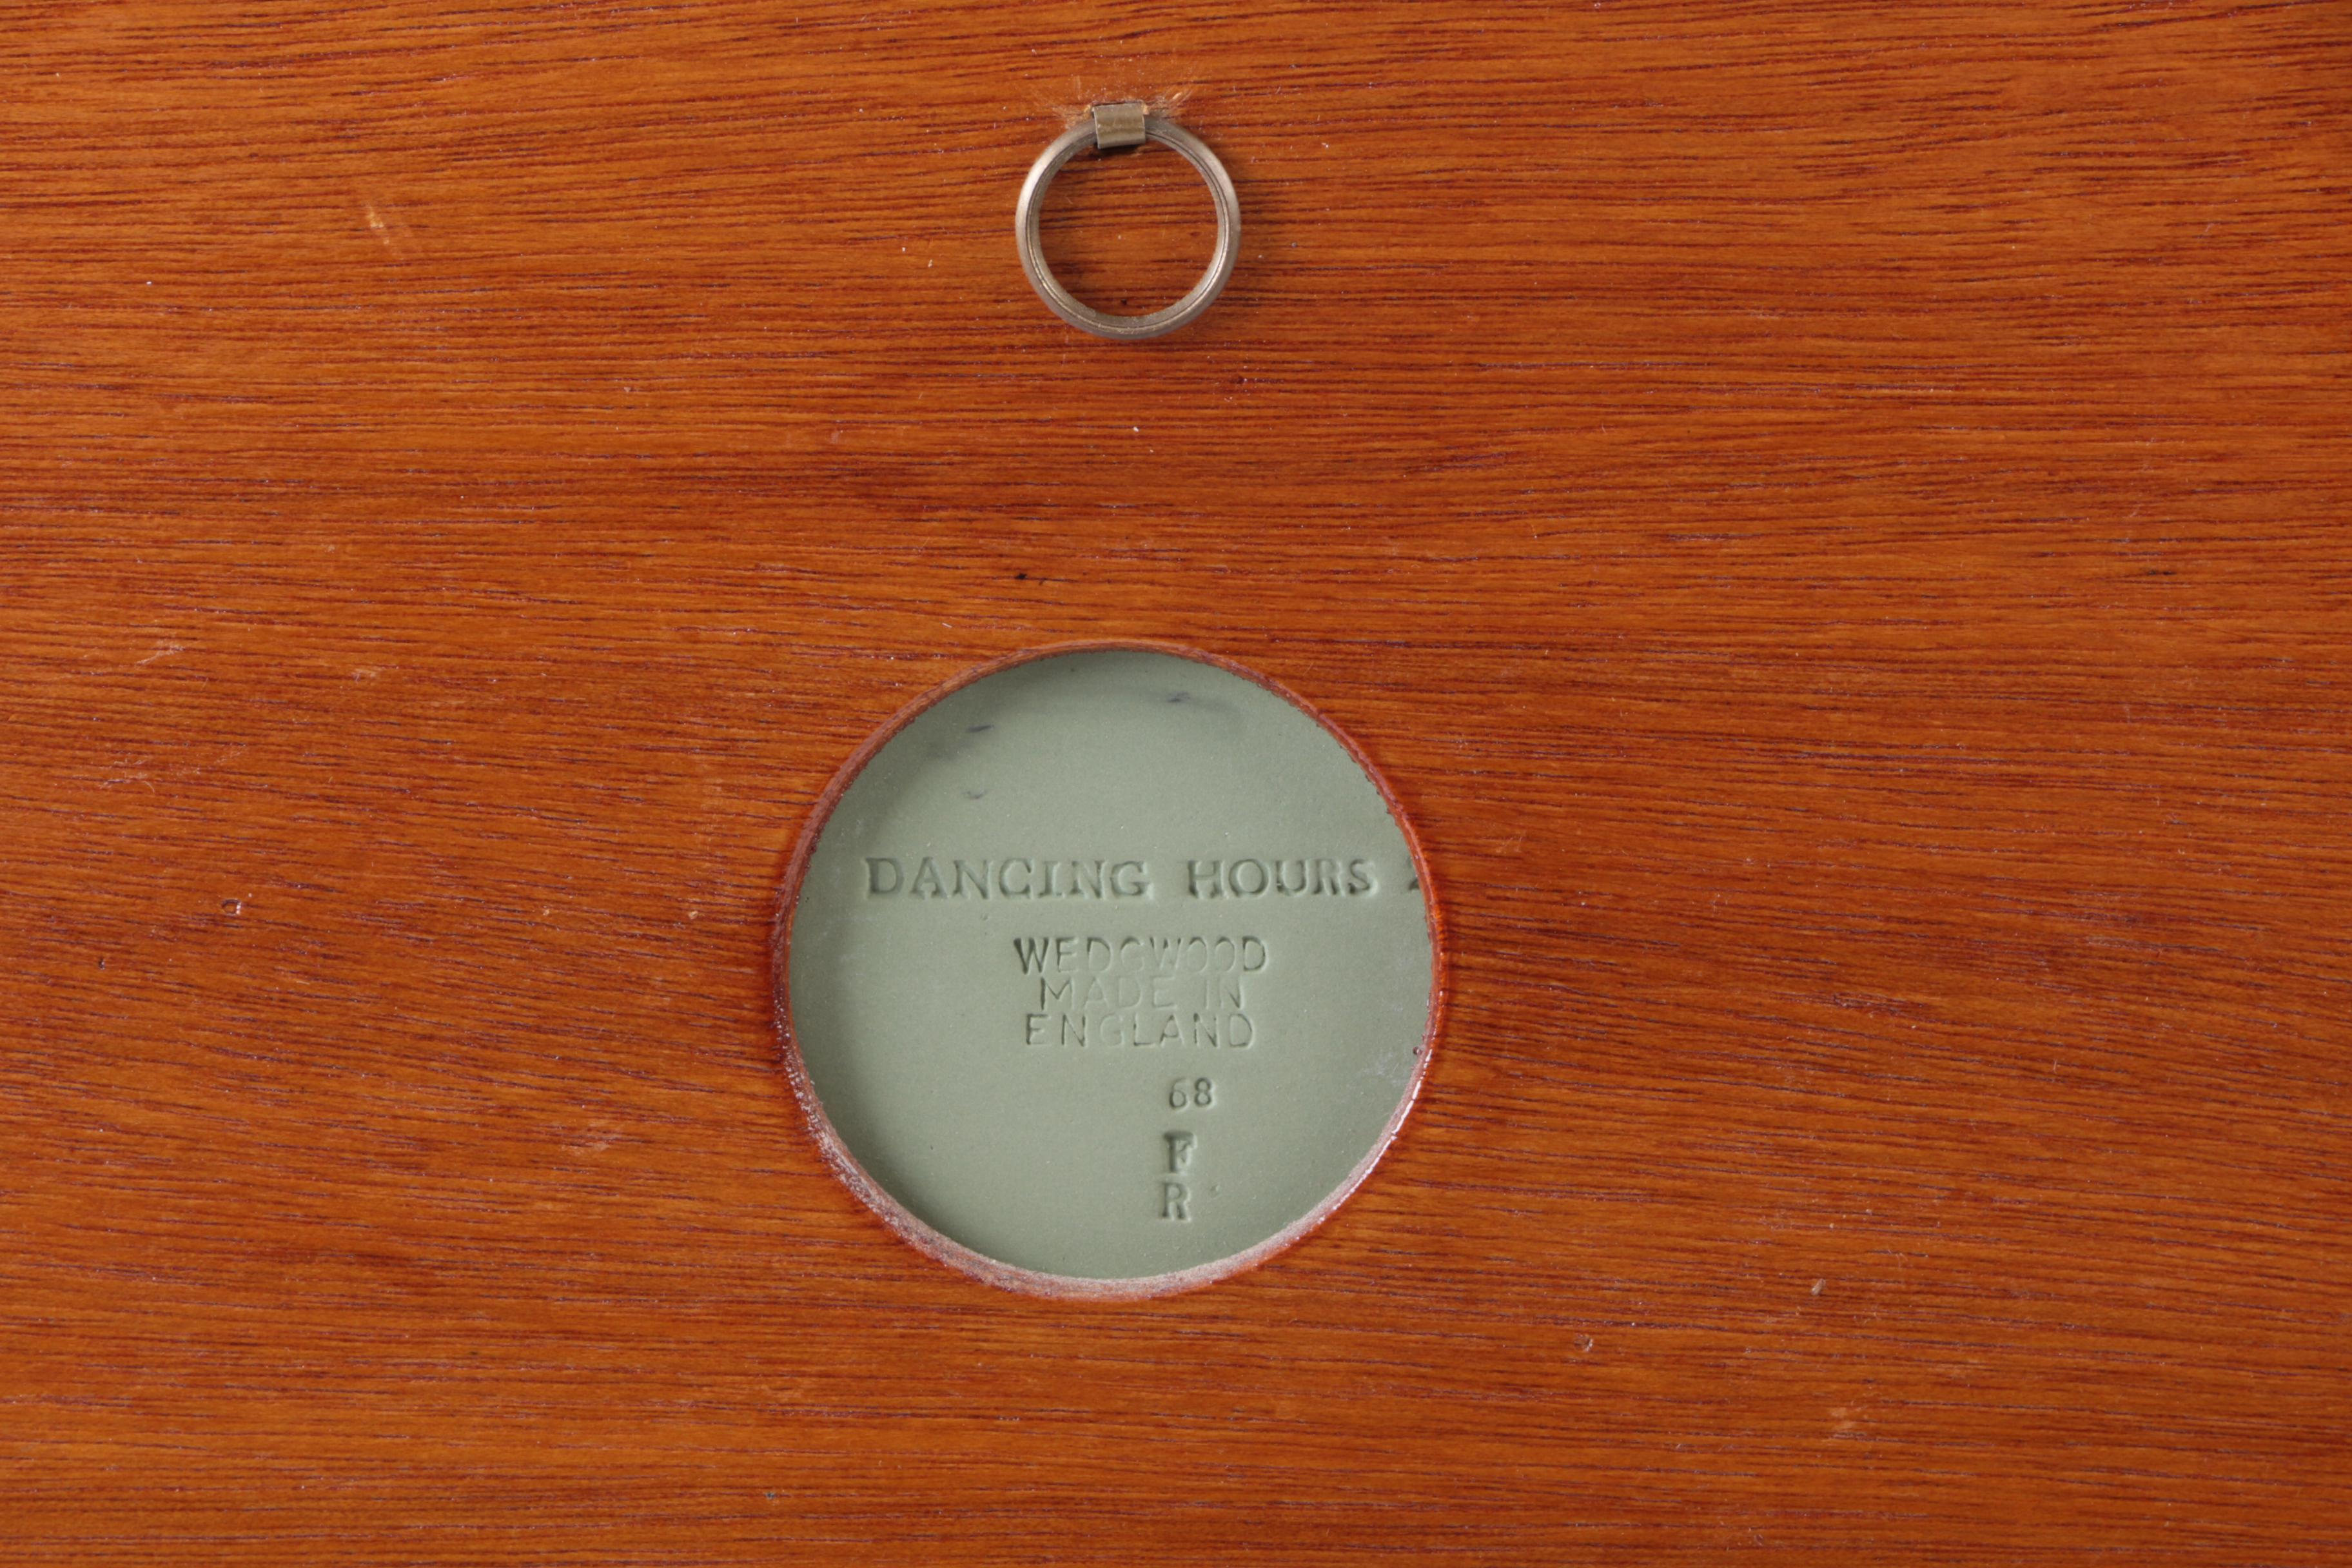 DANCING HOURS
WEDGWOOD
MADE IN
ENGLAND
68
F
R